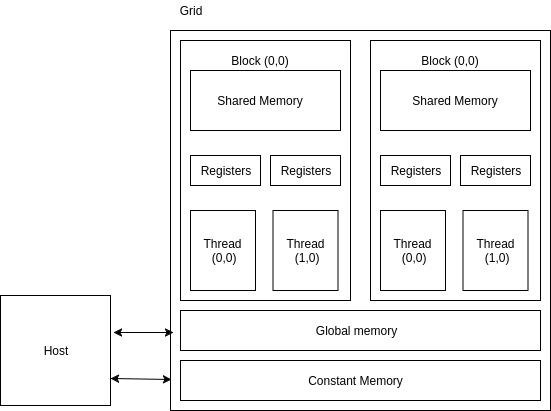 Grid
Block (0,0)
Block (0,0)
Shared Memory
Shared Memory
Registers
Registers
Registers
Registers
Thread
(0,0)
Thread
(1,0)
Thread
(0,0)
Thread
(1,0)
Host
Global memory
Constant Memory